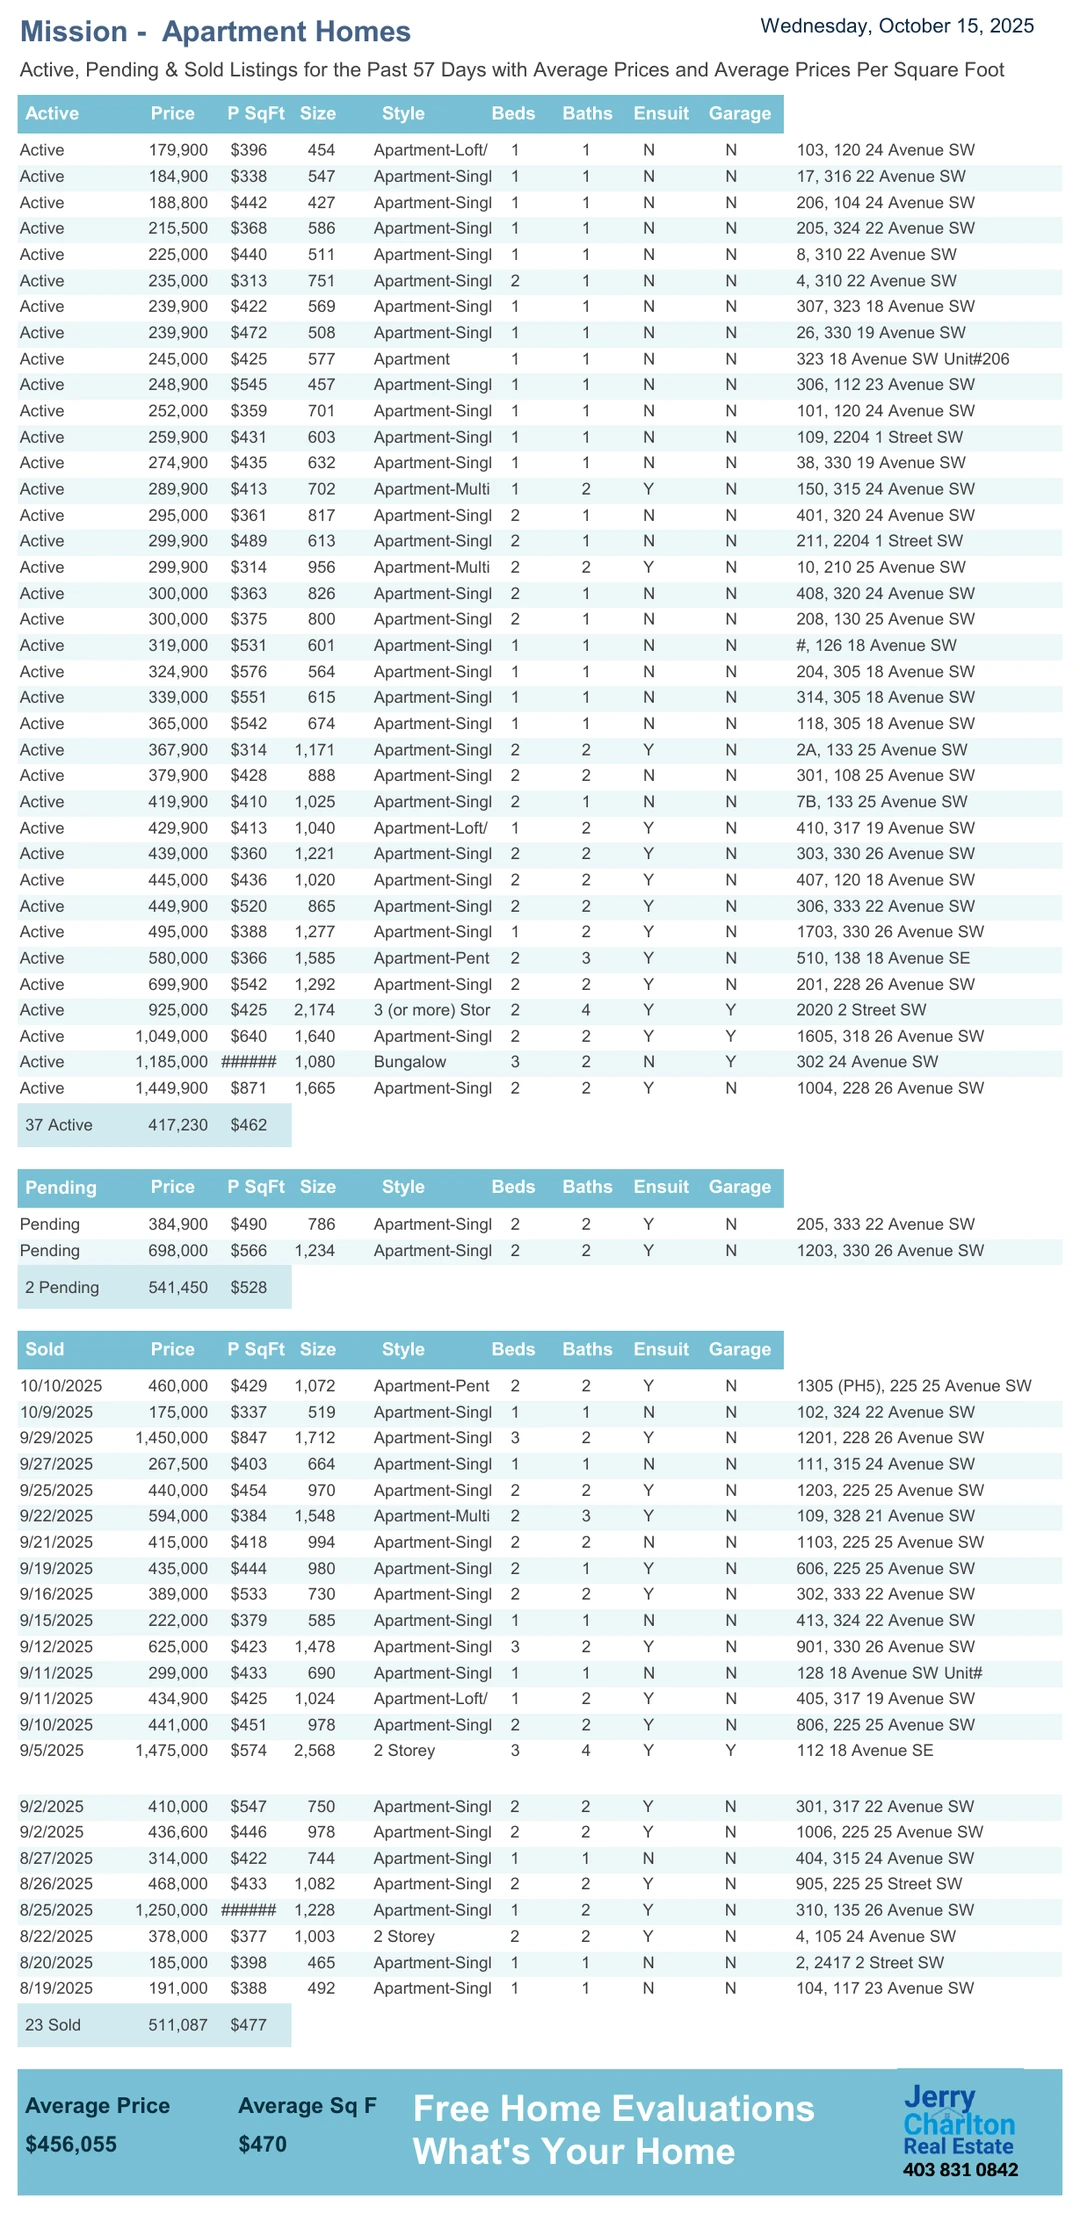 Mission -  Apartment Homes
Wednesday, October 15, 2025
Active, Pending & Sold Listings for the Past 57 Days with Average Prices and Average Prices Per Square Foot
Active Price P SqFt Size Style Beds Baths Ensuit Garage
Active 179,900 $396 454 Apartment-Loft/ 1 1 N N 103, 120 24 Avenue SW
Active 184,900 $338 547 Apartment-Singl 1 1 N N 17, 316 22 Avenue SW
Active 188,800 $442 427 Apartment-Singl 1 1 N N 206, 104 24 Avenue SW
Active 215,500 $368 586 Apartment-Singl 1 1 N N 205, 324 22 Avenue SW
Active 225,000 $440 511 Apartment-Singl 1 1 N N 8, 310 22 Avenue SW
Active 235,000 $313 751 Apartment-Singl 2 1 N N 4, 310 22 Avenue SW
Active 239,900 $422 569 Apartment-Singl 1 1 N N 307, 323 18 Avenue SW
Active 239,900 $472 508 Apartment-Singl 1 1 N N 26, 330 19 Avenue SW
Active 245,000 $425 577 Apartment 1 1 N N 323 18 Avenue SW Unit#206
Active 248,900 $545 457 Apartment-Singl 1 1 N N 306, 112 23 Avenue SW
Active 252,000 $359 701 Apartment-Singl 1 1 N N 101, 120 24 Avenue SW
Active 259,900 $431 603 Apartment-Singl 1 1 N N 109, 2204 1 Street SW
Active 274,900 $435 632 Apartment-Singl 1 1 N N 38, 330 19 Avenue SW
Active 289,900 $413 702 Apartment-Multi 1 2 Y N 150, 315 24 Avenue SW
Active 295,000 $361 817 Apartment-Singl 2 1 N N 401, 320 24 Avenue SW
Active 299,900 $489 613 Apartment-Singl 2 1 N N 211, 2204 1 Street SW
Active 299,900 $314 956 Apartment-Multi 2 2 Y N 10, 210 25 Avenue SW
Active 300,000 $363 826 Apartment-Singl 2 1 N N 408, 320 24 Avenue SW
Active 300,000 $375 800 Apartment-Singl 2 1 N N 208, 130 25 Avenue SW
Active 319,000 $531 601 Apartment-Singl 1 1 N N #, 126 18 Avenue SW
Active 324,900 $576 564 Apartment-Singl 1 1 N N 204, 305 18 Avenue SW
Active 339,000 $551 615 Apartment-Singl 1 1 N N 314, 305 18 Avenue SW
Active 365,000 $542 674 Apartment-Singl 1 1 N N 118, 305 18 Avenue SW
Active 367,900 $314 1,171 Apartment-Singl 2 2 Y N 2A, 133 25 Avenue SW
Active 379,900 $428 888 Apartment-Singl 2 2 N N 301, 108 25 Avenue SW
Active 419,900 $410 1,025 Apartment-Singl 2 1 N N 7B, 133 25 Avenue SW
Active 429,900 $413 1,040 Apartment-Loft/ 1 2 Y N 410, 317 19 Avenue SW
Active 439,000 $360 1,221 Apartment-Singl 2 2 Y N 303, 330 26 Avenue SW
Active 445,000 $436 1,020 Apartment-Singl 2 2 Y N 407, 120 18 Avenue SW
Active 449,900 $520 865 Apartment-Singl 2 2 Y N 306, 333 22 Avenue SW
Active 495,000 $388 1,277 Apartment-Singl 1 2 Y N 1703, 330 26 Avenue SW
Active 580,000 $366 1,585 Apartment-Pent 2 3 Y N 510, 138 18 Avenue SE
Active 699,900 $542 1,292 Apartment-Singl 2 2 Y N 201, 228 26 Avenue SW
Active 925,000 $425 2,174 3 (or more) Stor 2 4 Y Y 2020 2 Street SW
Active 1,049,000 $640 1,640 Apartment-Singl 2 2 Y Y 1605, 318 26 Avenue SW
Active 1,185,000 ###### 1,080 Bungalow 3 2 N Y 302 24 Avenue SW
Active 1,449,900 $871 1,665 Apartment-Singl 2 2 Y N 1004, 228 26 Avenue SW
37 Active 417,230 $462
Pending Price P SqFt Size Style Beds Baths Ensuit Garage
Pending 384,900 $490 786 Apartment-Singl 2 2 Y N 205, 333 22 Avenue SW
Pending 698,000 $566 1,234 Apartment-Singl 2 2 Y N 1203, 330 26 Avenue SW
2 Pending 541,450 $528
Sold Price P SqFt Size Style Beds Baths Ensuit Garage
10/10/2025 460,000 $429 1,072 Apartment-Pent 2 2 Y N 1305 (PH5), 225 25 Avenue SW
10/9/2025 175,000 $337 519 Apartment-Singl 1 1 N N 102, 324 22 Avenue SW
9/29/2025 1,450,000 $847 1,712 Apartment-Singl 3 2 Y N 1201, 228 26 Avenue SW
9/27/2025 267,500 $403 664 Apartment-Singl 1 1 N N 111, 315 24 Avenue SW
9/25/2025 440,000 $454 970 Apartment-Singl 2 2 Y N 1203, 225 25 Avenue SW
9/22/2025 594,000 $384 1,548 Apartment-Multi 2 3 Y N 109, 328 21 Avenue SW
9/21/2025 415,000 $418 994 Apartment-Singl 2 2 N N 1103, 225 25 Avenue SW
9/19/2025 435,000 $444 980 Apartment-Singl 2 1 Y N 606, 225 25 Avenue SW
9/16/2025 389,000 $533 730 Apartment-Singl 2 2 Y N 302, 333 22 Avenue SW
9/15/2025 222,000 $379 585 Apartment-Singl 1 1 N N 413, 324 22 Avenue SW
9/12/2025 625,000 $423 1,478 Apartment-Singl 3 2 Y N 901, 330 26 Avenue SW
9/11/2025 299,000 $433 690 Apartment-Singl 1 1 N N 128 18 Avenue SW Unit#
9/11/2025 434,900 $425 1,024 Apartment-Loft/ 1 2 Y N 405, 317 19 Avenue SW
9/10/2025 441,000 $451 978 Apartment-Singl 2 2 Y N 806, 225 25 Avenue SW
9/5/2025 1,475,000 $574 2,568 2 Storey 3 4 Y Y 112 18 Avenue SE
9/2/2025 410,000 $547 750 Apartment-Singl 2 2 Y N 301, 317 22 Avenue SW
9/2/2025 436,600 $446 978 Apartment-Singl 2 2 Y N 1006, 225 25 Avenue SW
8/27/2025 314,000 $422 744 Apartment-Singl 1 1 N N 404, 315 24 Avenue SW
8/26/2025 468,000 $433 1,082 Apartment-Singl 2 2 Y N 905, 225 25 Street SW
8/25/2025 1,250,000 ###### 1,228 Apartment-Singl 1 2 Y N 310, 135 26 Avenue SW
8/22/2025 378,000 $377 1,003 2 Storey 2 2 Y N 4, 105 24 Avenue SW
8/20/2025 185,000 $398 465 Apartment-Singl 1 1 N N 2, 2417 2 Street SW
8/19/2025 191,000 $388 492 Apartment-Singl 1 1 N N 104, 117 23 Avenue SW
23 Sold 511,087 $477
Average Price Average Sq F
$456,055 $470
Free Home Evaluations
What's Your Home
Jerry
Charlton
Real Estate
403 831 0842